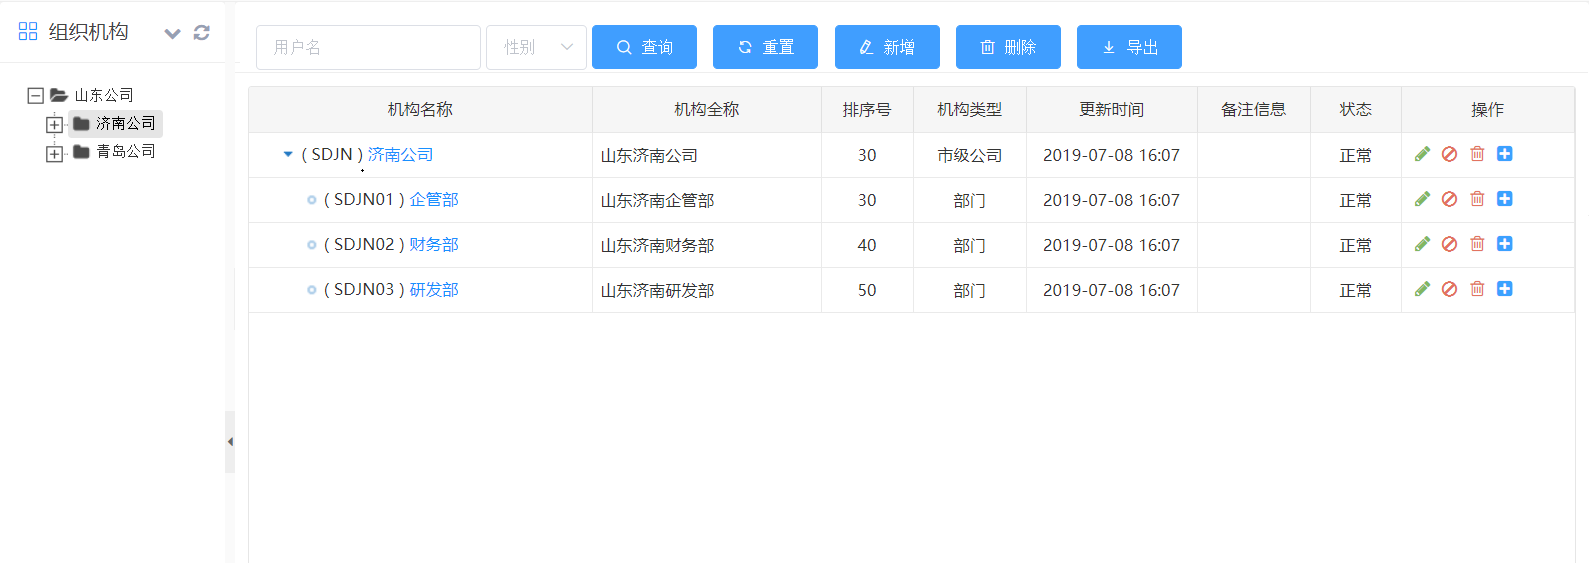 组织机构
山东公司
济南公司
青岛公司
用户名 性别 查询 重置 新增 删除 导出
机构名称 机构全称 排序号 机构类型 更新时间 备注信息 状态 操作
( SDJN ) 济南公司 山东济南公司 30 市级公司 2019-07-08 16:07 正常
( SDJN01 ) 企管部 山东济南企管部 30 部门 2019-07-08 16:07 正常
( SDJN02 ) 财务部 山东济南财务部 40 部门 2019-07-08 16:07 正常
( SDJN03 ) 研发部 山东济南研发部 50 部门 2019-07-08 16:07 正常